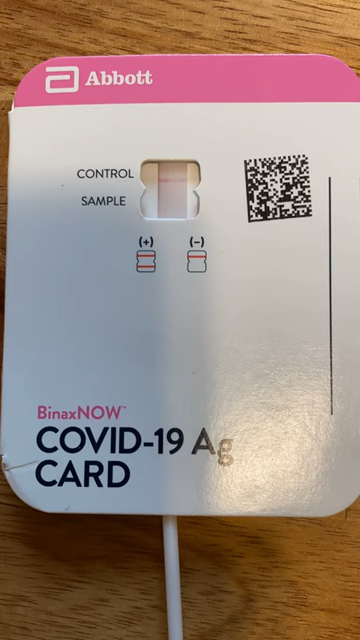 Abbott
CONTROL
SAMPLE
(+) (-)
BinaxNOW™
COVID-19 Ag
CARD